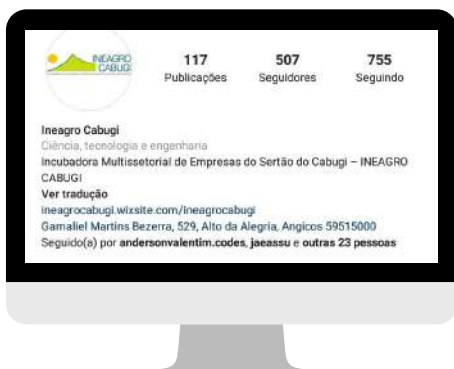 INEAGRO
CABUGI
117 507 755
Publicações Seguidores Seguindo
Ineagro Cabugi
Ciência, tecnologia e engenharia
Incubadora Multissetorial de Empresas do Sertão do Cabugi – INEAGRO
CABUGI
Ver tradução
ineagrocabugi.wixsite.com/ineagrocabugi
Gamaliel Martins Bezerra, 529, Alto da Alegria, Angicos 59515000
Seguido(a) por andersonvalentim.codes, jaeassu e outras 23 pessoas